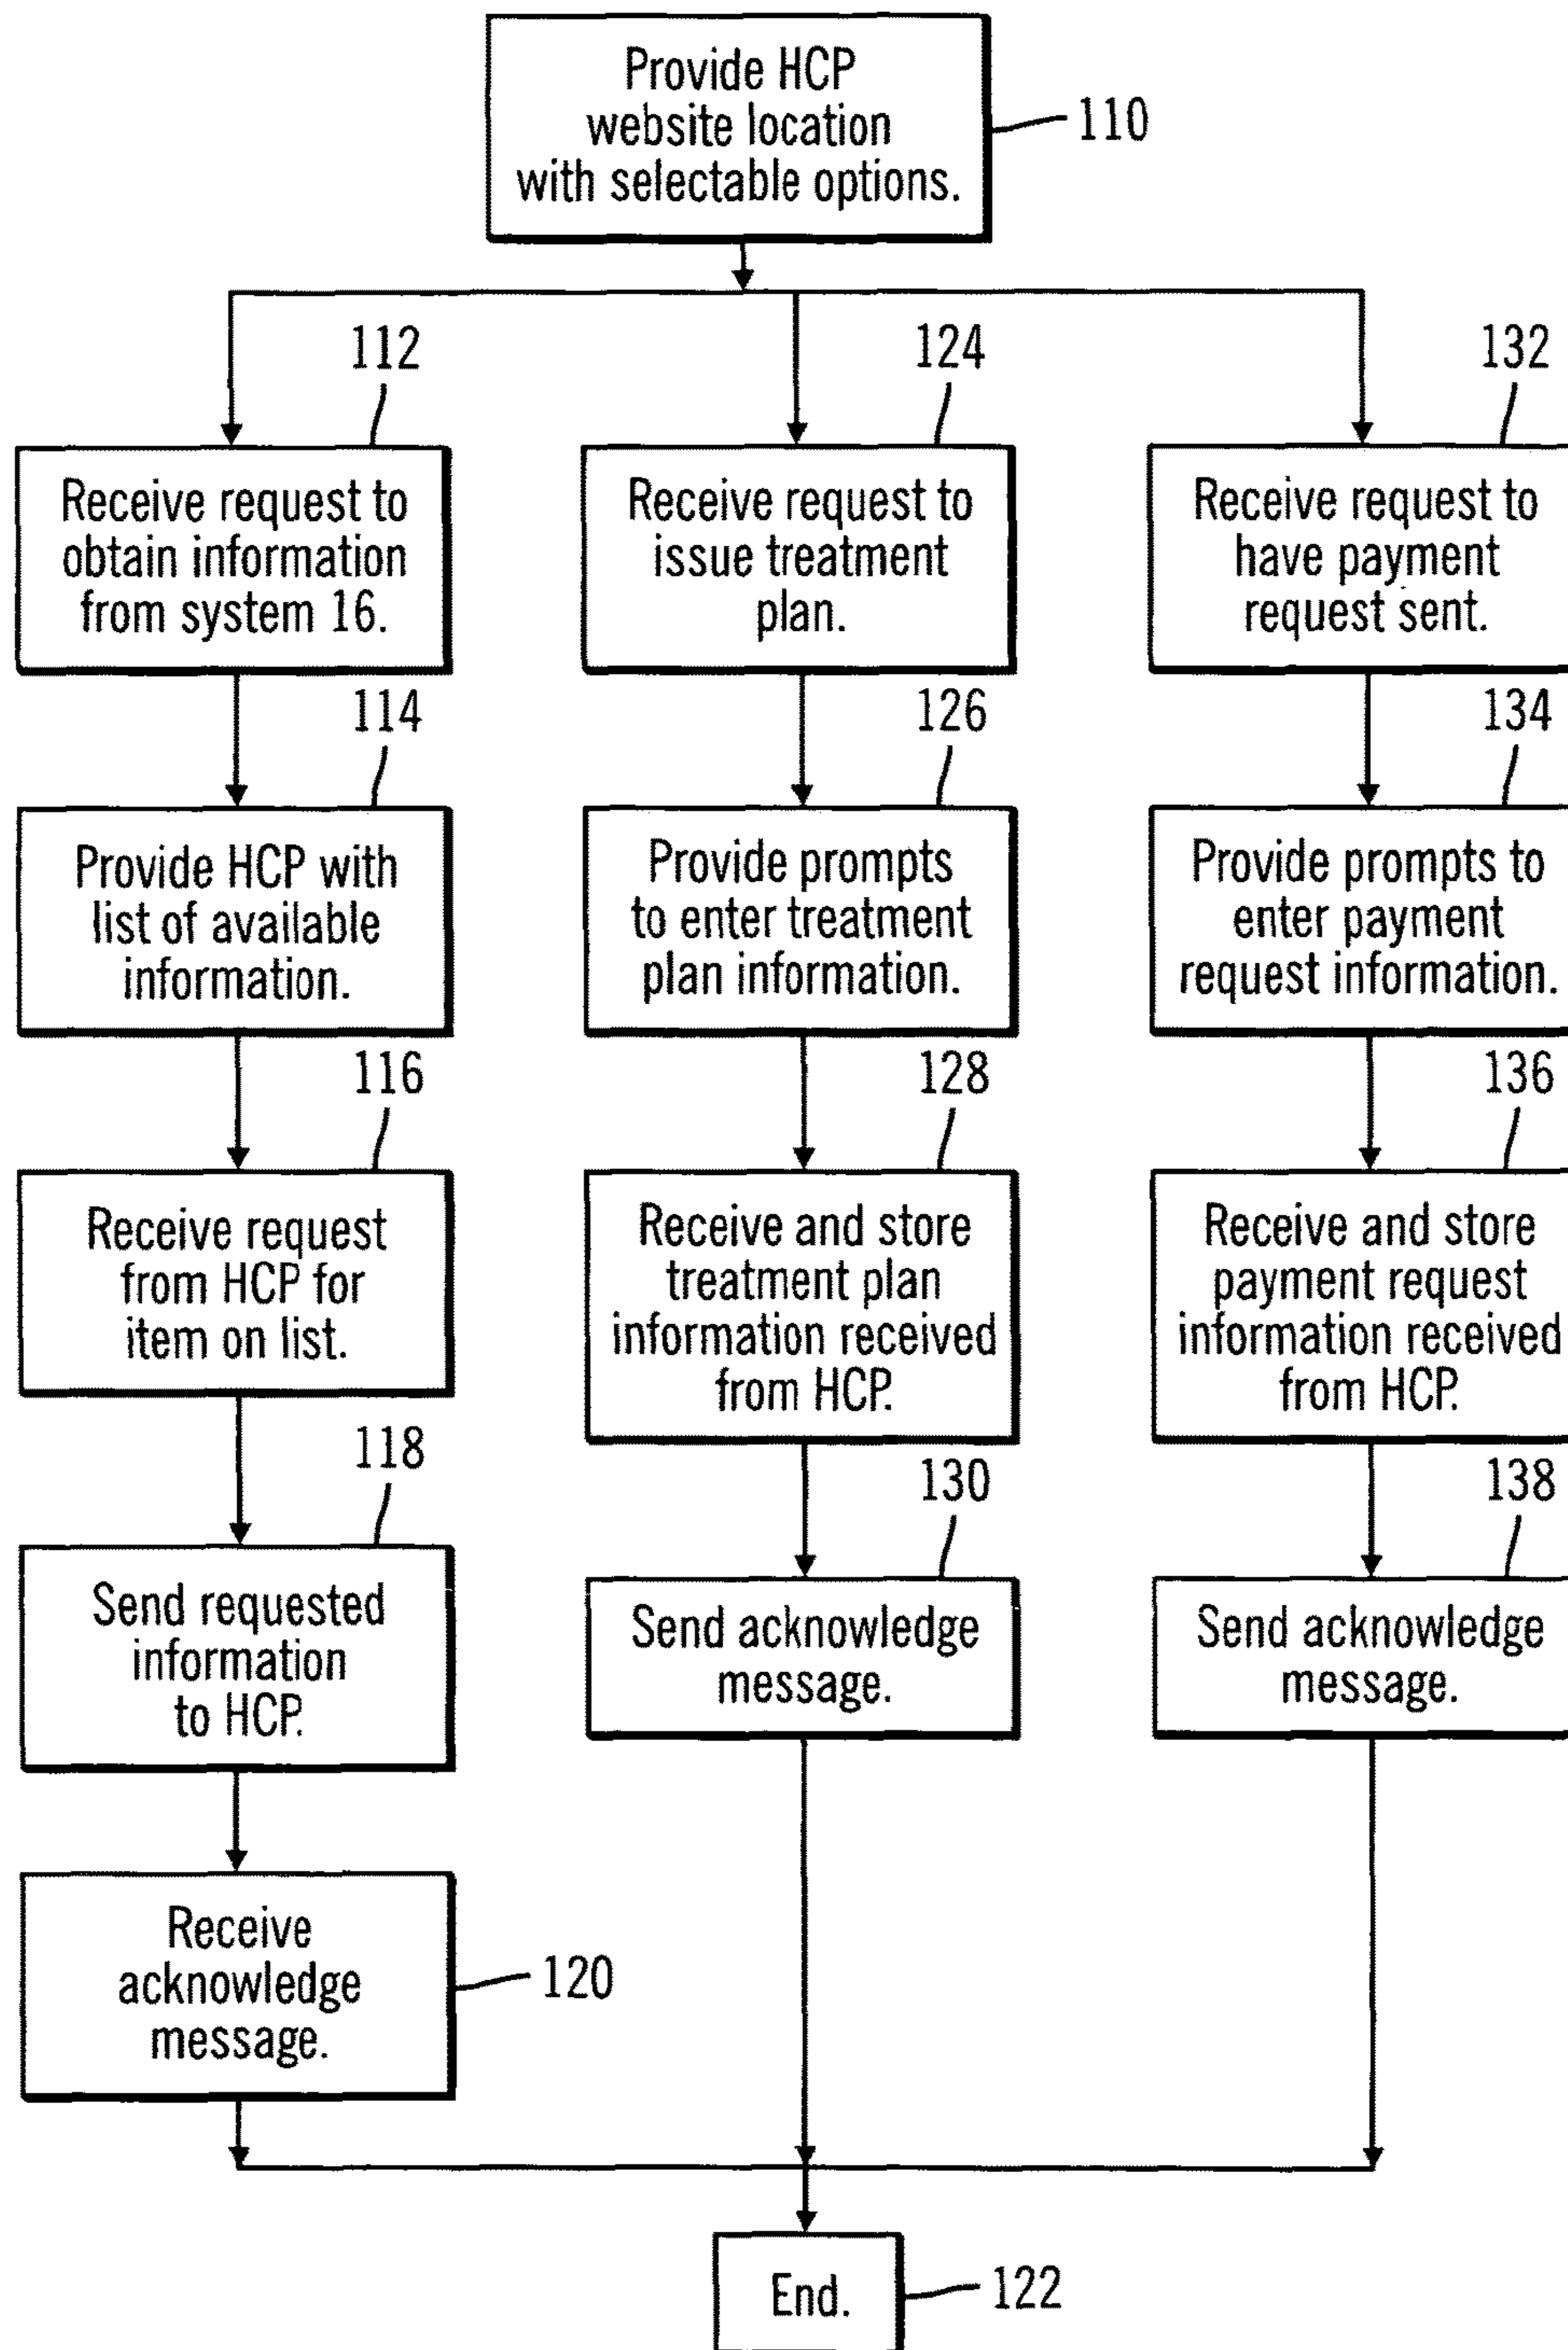 Provide HCP
website location
with selectable options.
110
112
Receive request to
obtain information
from system 16.
114
Provide HCP with
list of available
information.
116
Receive request
from HCP for
item on list.
118
Send requested
information
to HCP.
Receive
acknowledge
message.
120
124
Receive request to
issue treatment
plan.
126
Provide prompts
to enter treatment
plan information.
128
Receive and store
treatment plan
information received
from HCP.
130
Send acknowledge
message.
132
Receive request to
have payment
request sent.
134
Provide prompts to
enter payment
request information.
136
Receive and store
payment request
information received
from HCP.
138
Send acknowledge
message.
End.
122